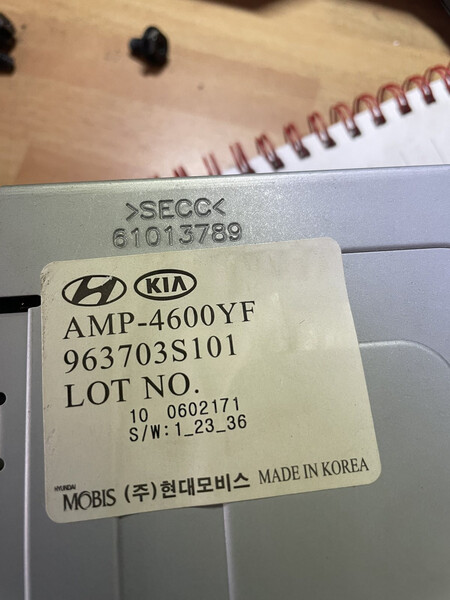 >SECC<
61013789
KIA
AMP-4600YF
963703S101
LOT NO.
10 0602171
S/W:1_23_36
HYUNDAI
MOBIS (주)현대모비스 MADE IN KOREA